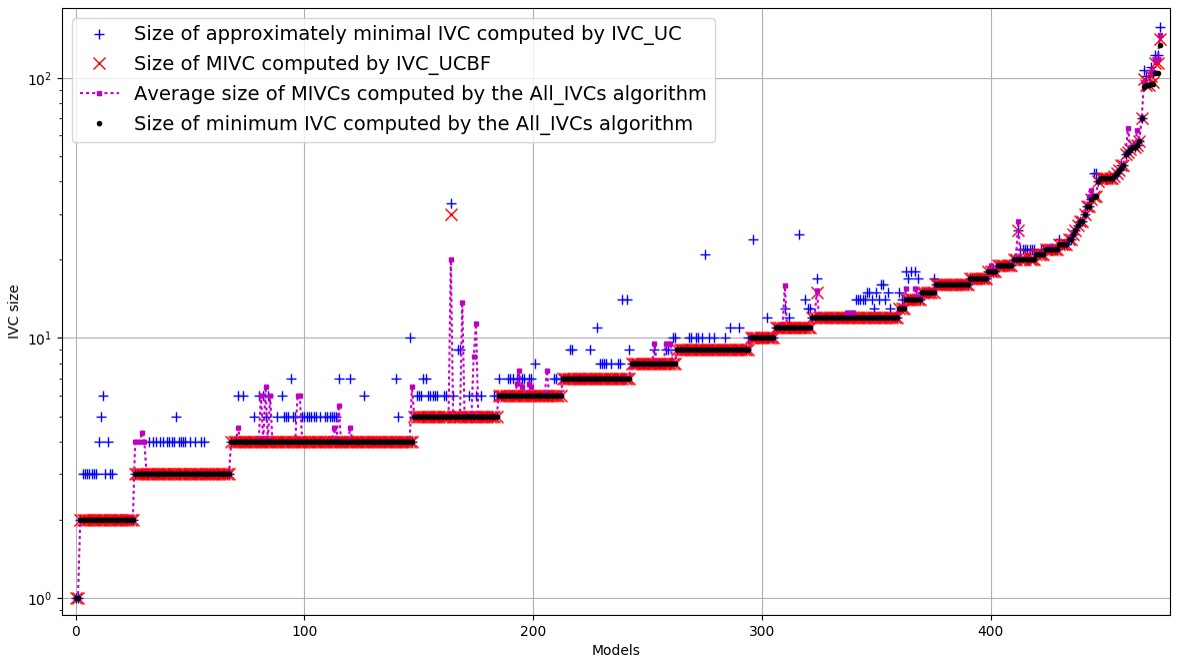 Size of approximately minimal IVC computed by IVC_UC
Size of MIVC computed by IVC_UCBF
Average size of MIVCs computed by the All_IVCs algorithm
Size of minimum IVC computed by the All_IVCs algorithm
IVC size
10²
10¹
10⁰
0 100 200 300 400
Models